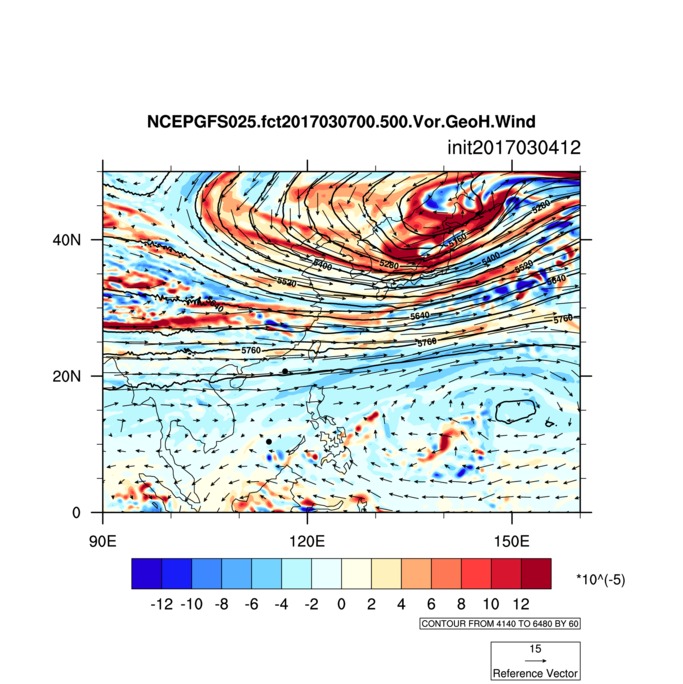 NCEPGFS025.fct2017030700.500.Vor.GeoH.Wind
init2017030412
5280
5760
40N
5280
5400
5400
5520
5520
5640
5640
5760
5760
5760
20N
0
90E 120E 150E
-12 -10 -8 -6 -4 -2 0 2 4 6 8 10 12
*10^(-5)
CONTOUR FROM 4140 TO 6480 BY 60
15
Reference Vector